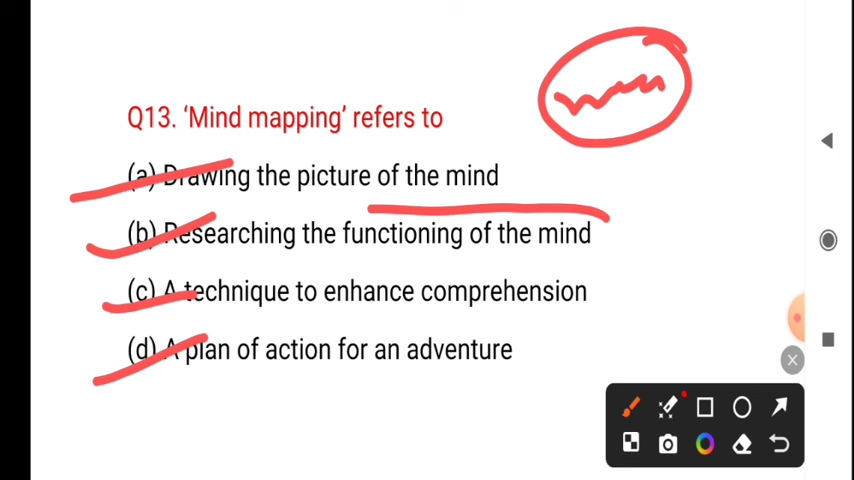 Q13. ‘Mind mapping’ refers to
(a) Drawing the picture of the mind
(b) Researching the functioning of the mind
(c) A technique to enhance comprehension
(d) A plan of action for an adventure